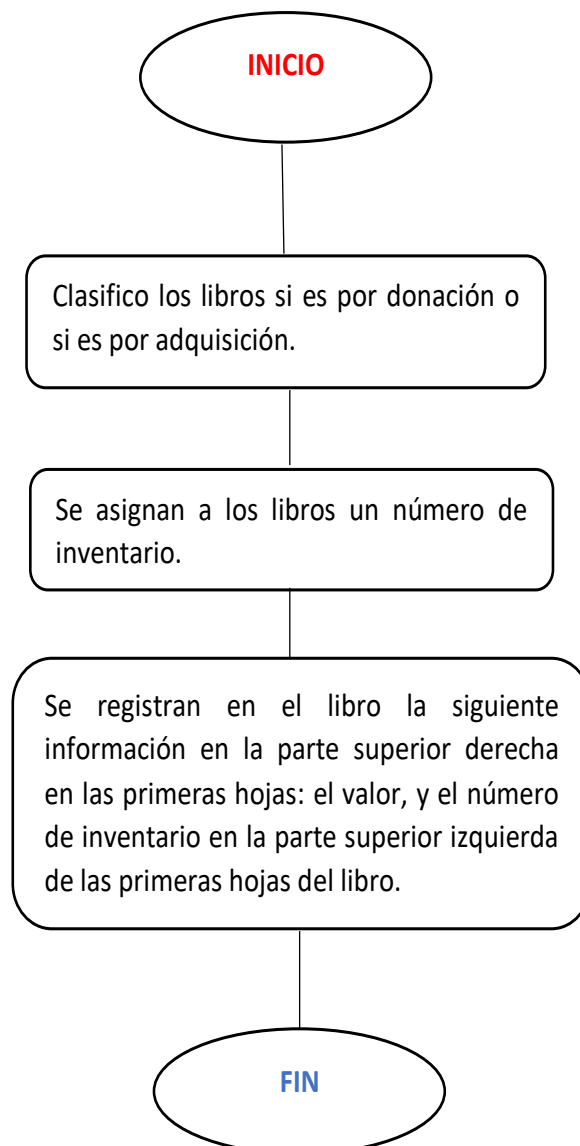 INICIO
Clasifico los libros si es por donación o
si es por adquisición.
Se asignan a los libros un número de
inventario.
Se registran en el libro la siguiente
información en la parte superior derecha
en las primeras hojas: el valor, y el número
de inventario en la parte superior izquierda
de las primeras hojas del libro.
FIN